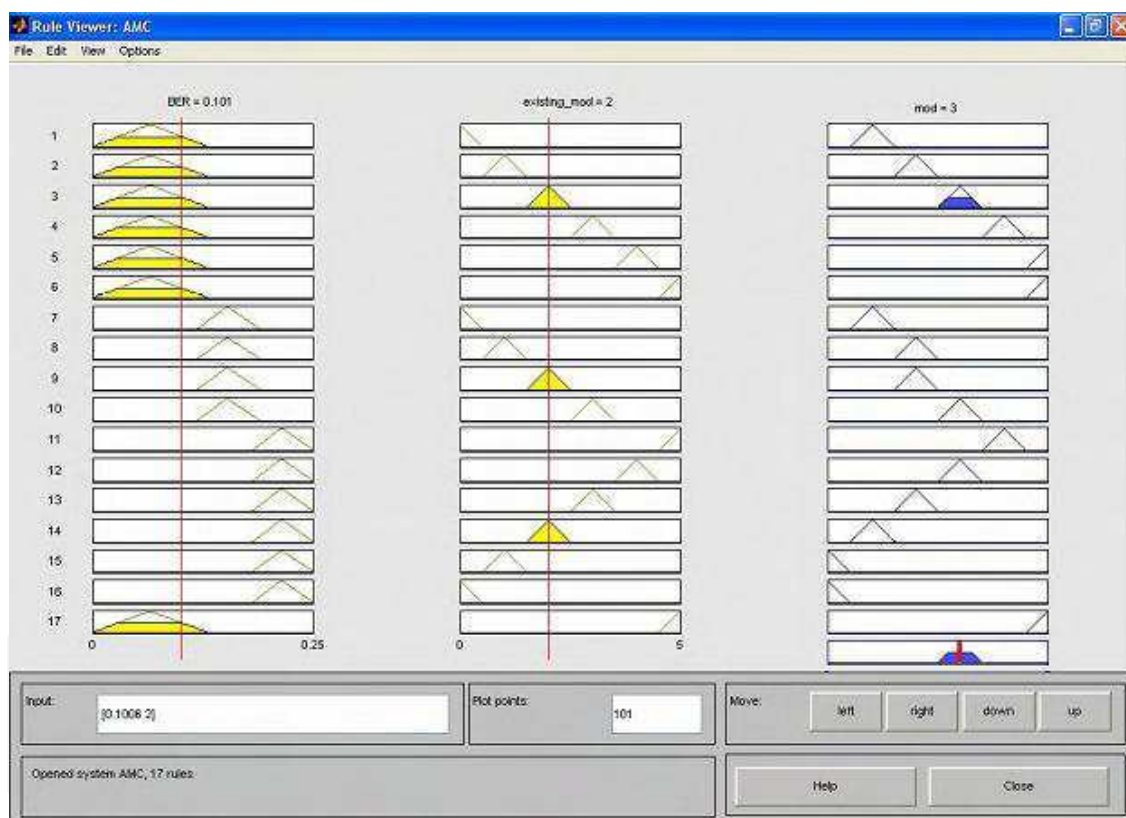 Rule Viewer: AMC
File Edit View Options
BER = 0.101
existing_mod = 2
mod = 3
1
2
3
4
5
6
7
8
9
10
11
12
13
14
15
16
17
0 0.25
0 5
Input:
[0.1006 2]
Plot points:
101
Move:
left
right
down
up
Opened system AMC, 17 rules
Help
Close